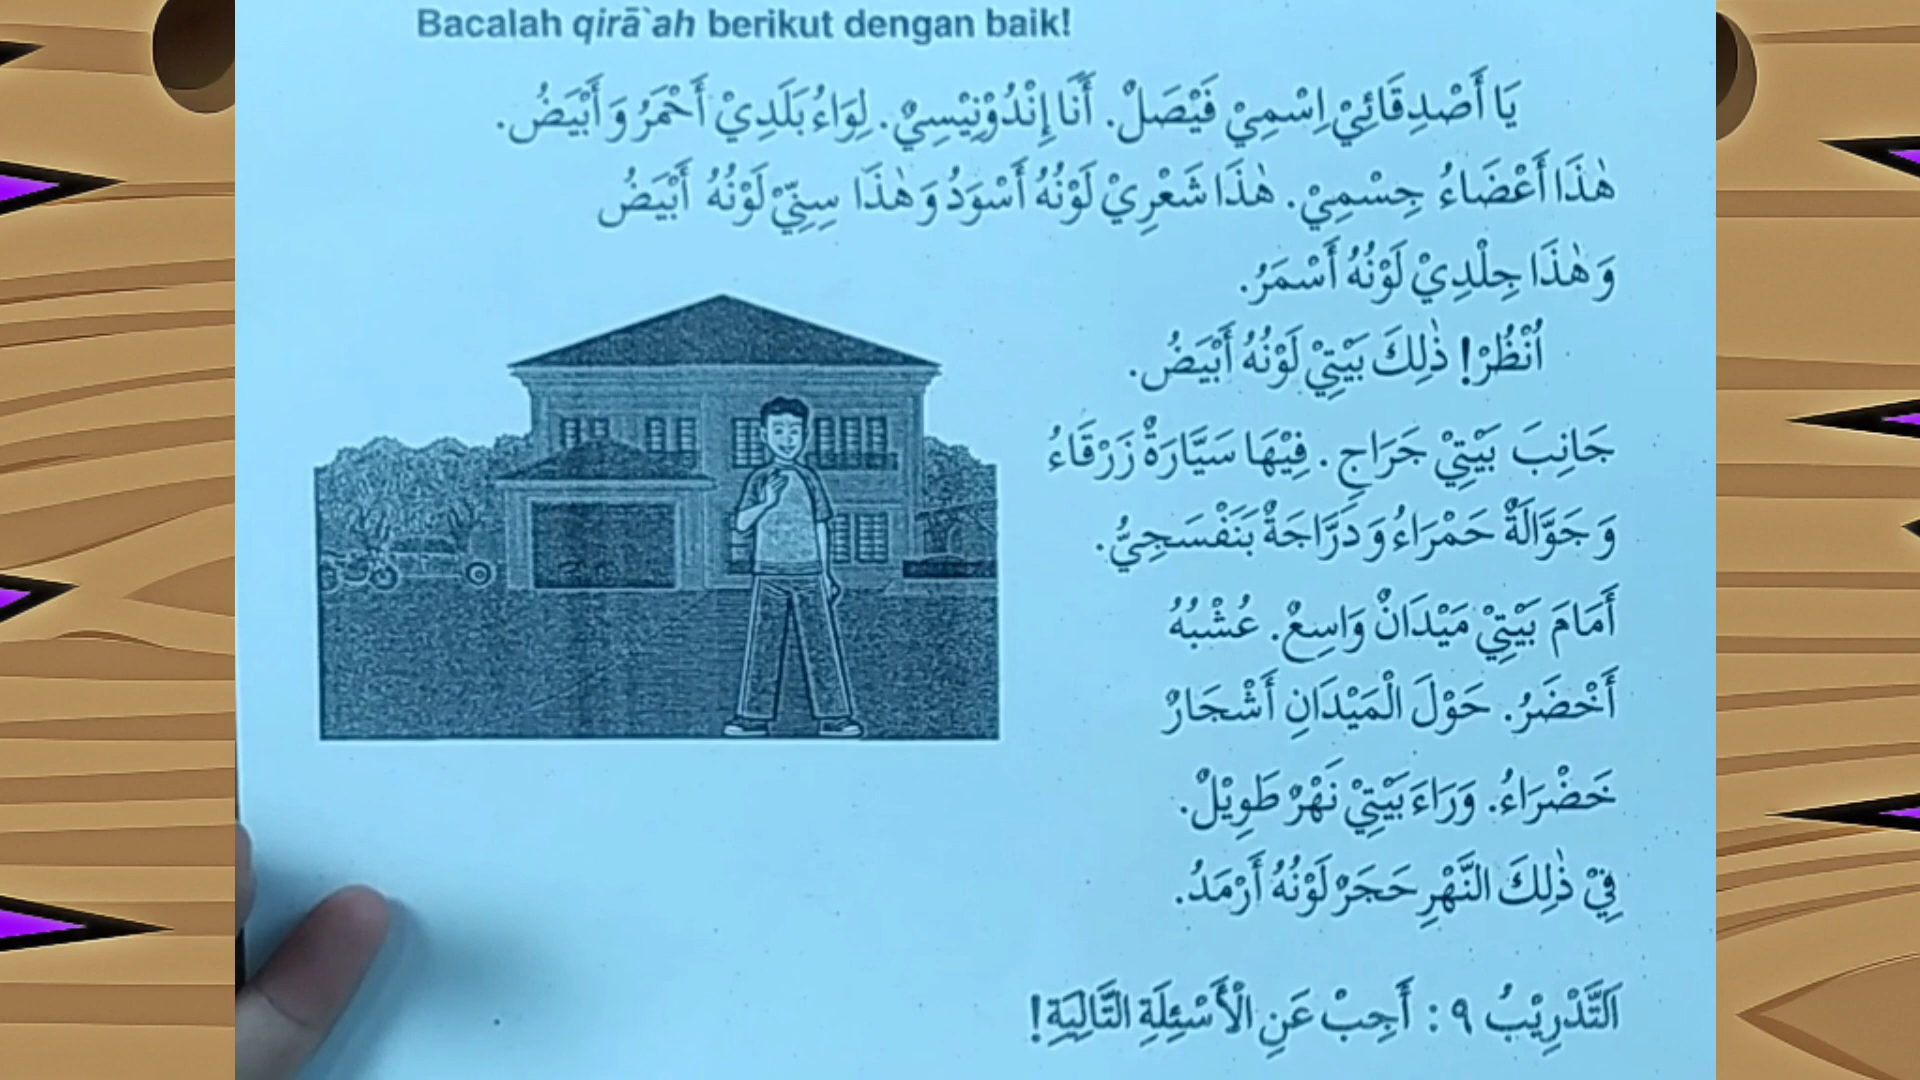 Bacalah qirā`ah berikut dengan baik!
يَا أَصْدِقَائِيْ اِسْمِيْ فَيْصَلْ. أَنَا إِنْدُوْنِيْسِيٌّ. لِوَاءُ بَلَدِيْ أَحْمَرُ وَ أَبْيَضُ.
هٰذَا أَعْضَاءُ جِسْمِيْ. هٰذَا شَعْرِيْ لَوْنُهُ أَسْوَدُ وَ هٰذَا سِنِّيْ لَوْنُهُ أَبْيَضُ
وَ هٰذَا جِلْدِيْ لَوْنُهُ أَسْمَرُ.
اُنْظُرْ! ذٰلِكَ بَيْتِيْ لَوْنُهُ أَبْيَضُ.
جَانِبَ بَيْتِيْ جَرَاجٍ. فِيْهَا سَيَّارَةٌ زَرْقَاءُ
وَ جَوَّالَةٌ حَمْرَاءُ وَ دَرَّاجَةٌ بَنَفْسَجِيُّ.
أَمَامَ بَيْتِيْ مَيْدَانٌ وَاسِعٌ. عُشْبُهُ
أَخْضَرُ. حَوْلَ الْمَيْدَانِ أَشْجَارٌ
خَضْرَاءُ. وَرَاءَ بَيْتِيْ نَهْرٌ طَوِيْلٌ.
فِيْ ذٰلِكَ النَّهْرِ حَجَرٌ لَوْنُهُ أَرْمَدُ.
اَلتَّدْرِيْبُ ٩ : أَجِبْ عَنِ الْأَسْئِلَةِ التَّالِيَةِ!